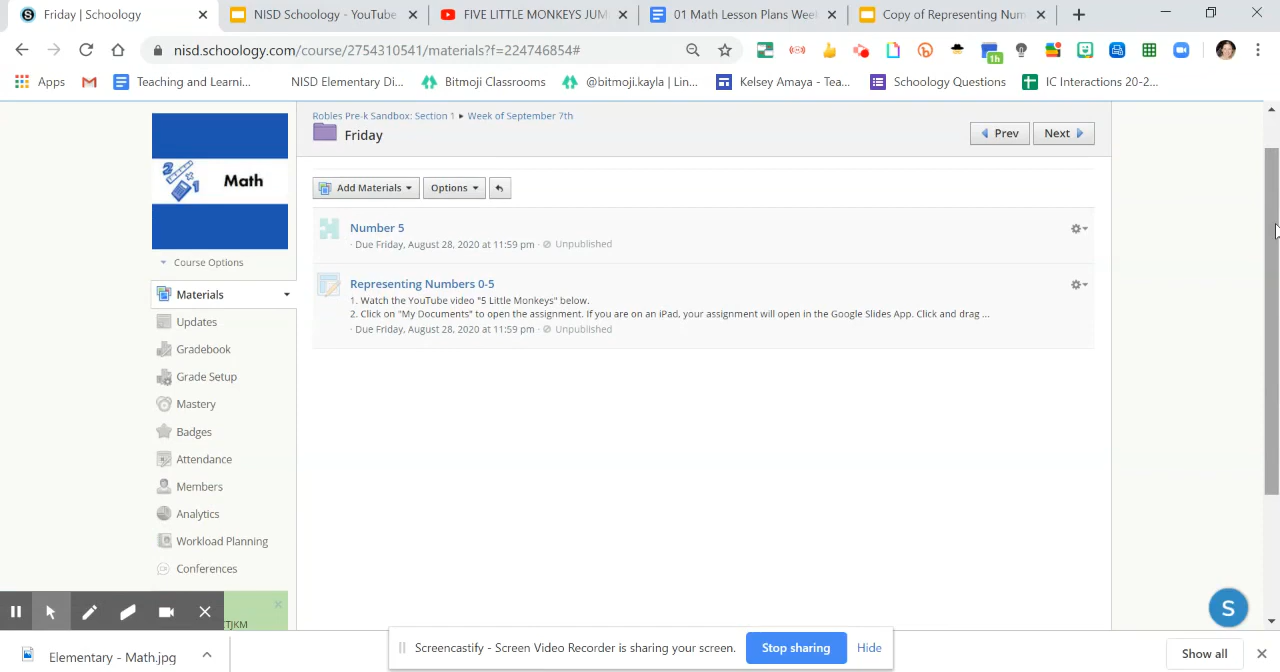 Friday | Schoology
NISD Schoology - YouTube
FIVE LITTLE MONKEYS JUM
01 Math Lesson Plans Wee
Copy of Representing Num
nisd.schoology.com/course/2754310541/materials?f=224746854#
1h
Apps
Teaching and Learni...
NISD Elementary Di...
Bitmoji Classrooms
@bitmoji.kayla | Lin...
Kelsey Amaya - Tea...
Schoology Questions
IC Interactions 20-2...
Robles Pre-k Sandbox: Section 1 ▸ Week of September 7th
Friday
Prev
Next
Math
Add Materials
Options
Number 5
· Due Friday, August 28, 2020 at 11:59 pm · Unpublished
Representing Numbers 0-5
1. Watch the YouTube video "5 Little Monkeys" below.
2. Click on "My Documents" to open the assignment. If you are on an iPad, your assignment will open in the Google Slides App. Click and drag ...
· Due Friday, August 28, 2020 at 11:59 pm · Unpublished
Course Options
Materials
Updates
Gradebook
Grade Setup
Mastery
Badges
Attendance
Members
Analytics
Workload Planning
Conferences
TJKM
S
Screencastify - Screen Video Recorder is sharing your screen.
Stop sharing
Hide
Elementary - Math.jpg
Show all